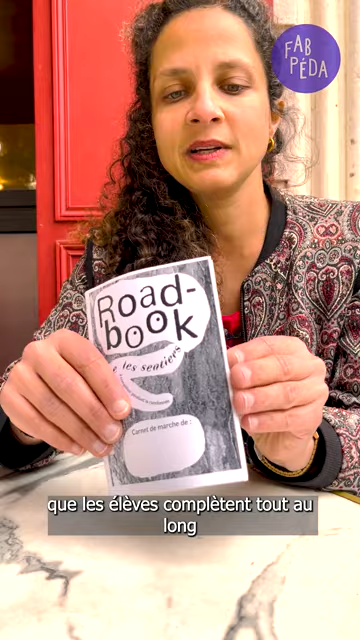 FAB
PÉDA
Road-
book
les sentiers
Carnet de marche de :
que les élèves complètent tout au
long